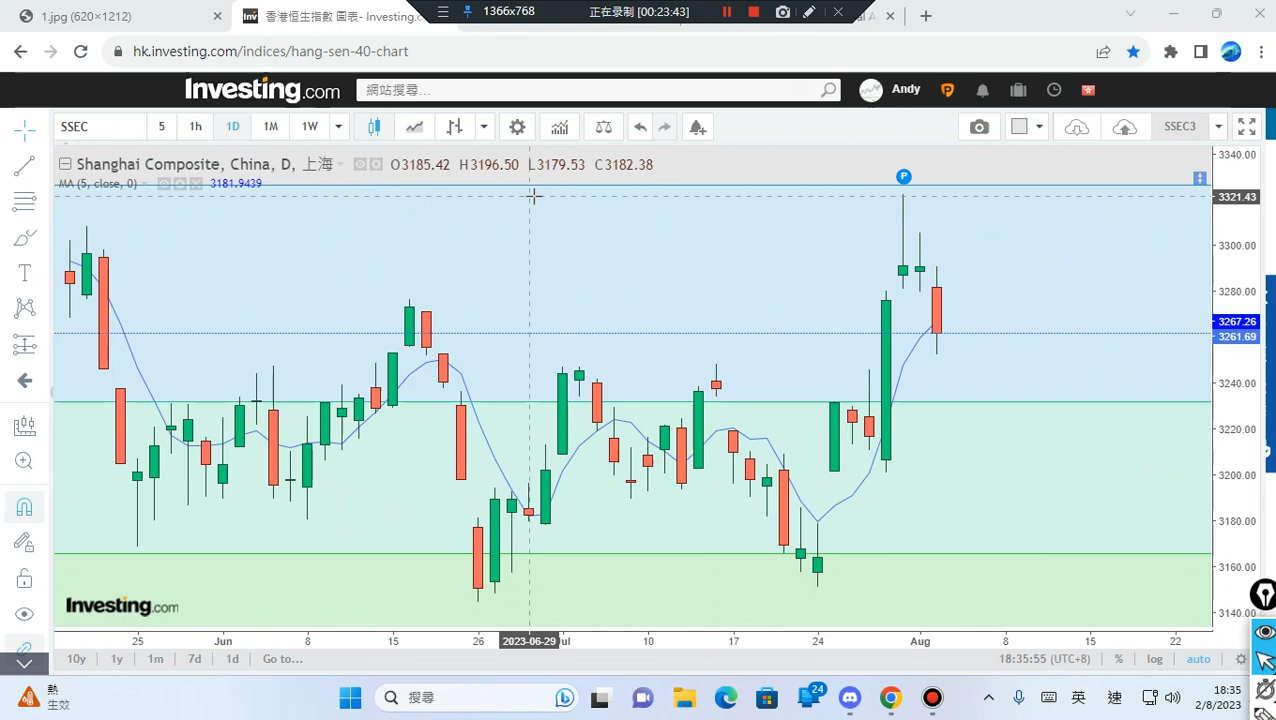 1.jpg (620×1212)
香港恒生指數 圖表- Investing.c
1366x768
正在录制 [00:23:43]
hk.investing.com/indices/hang-sen-40-chart
Investing.com
網站搜尋...
Andy
SSEC
5
1h
1D
1M
1W
SSEC3
Shanghai Composite, China, D, 上海
O3185.42 H3196.50 L3179.53 C3182.38
MA (5, close, 0)
3181.9439
P
3340.00
3321.43
3300.00
3280.00
3267.26
3261.69
3240.00
3220.00
3200.00
3180.00
3160.00
3140.00
Investing.com
25
Jun
8
15
26
2023-06-29
Jul
10
17
24
Aug
8
15
22
10y
1y
1m
7d
1d
Go to...
18:35:55 (UTC+8)
%
log
auto
熱
生效
搜尋
24
英
速
18:35
2/8/2023